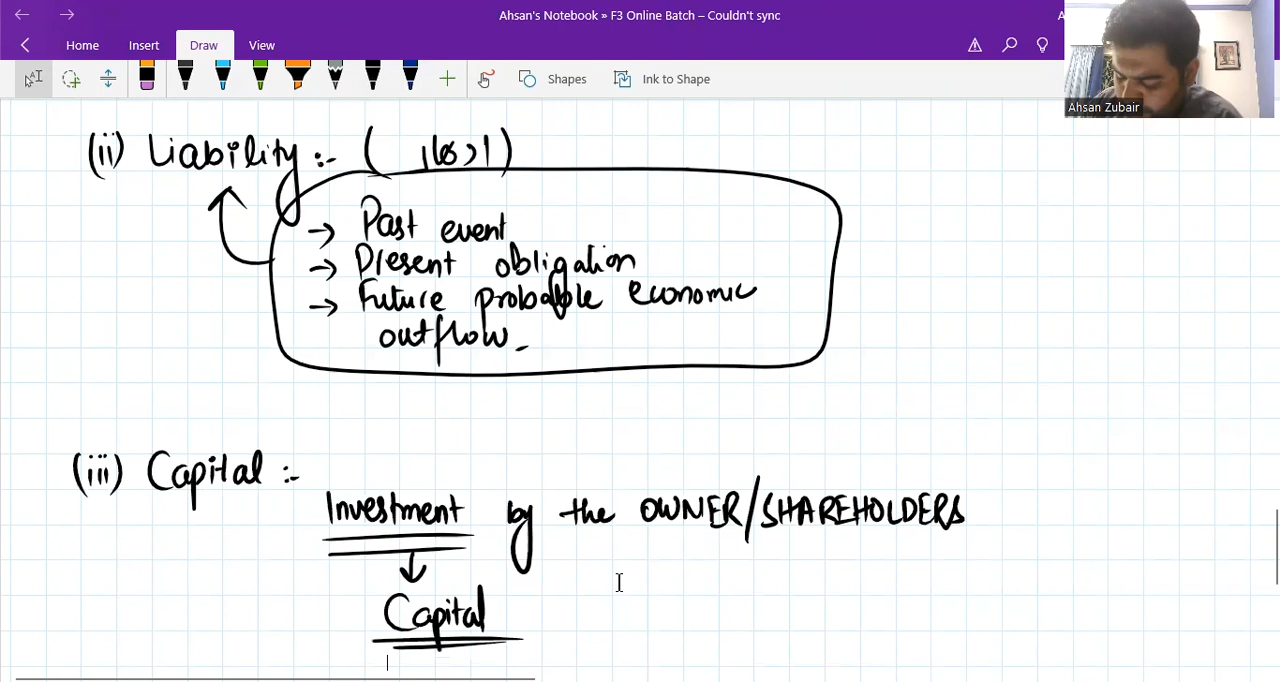 Ahsan's Notebook » F3 Online Batch – Couldn't sync
Home Insert Draw View
Shapes Ink to Shape
Ahsan Zubair
(ii) Liability :- ( )
→ Past event
→ Present obligation
→ Future probable economic
outflow.
(iii) Capital :-
Investment by the OWNER/SHAREHOLDERS
↓
Capital